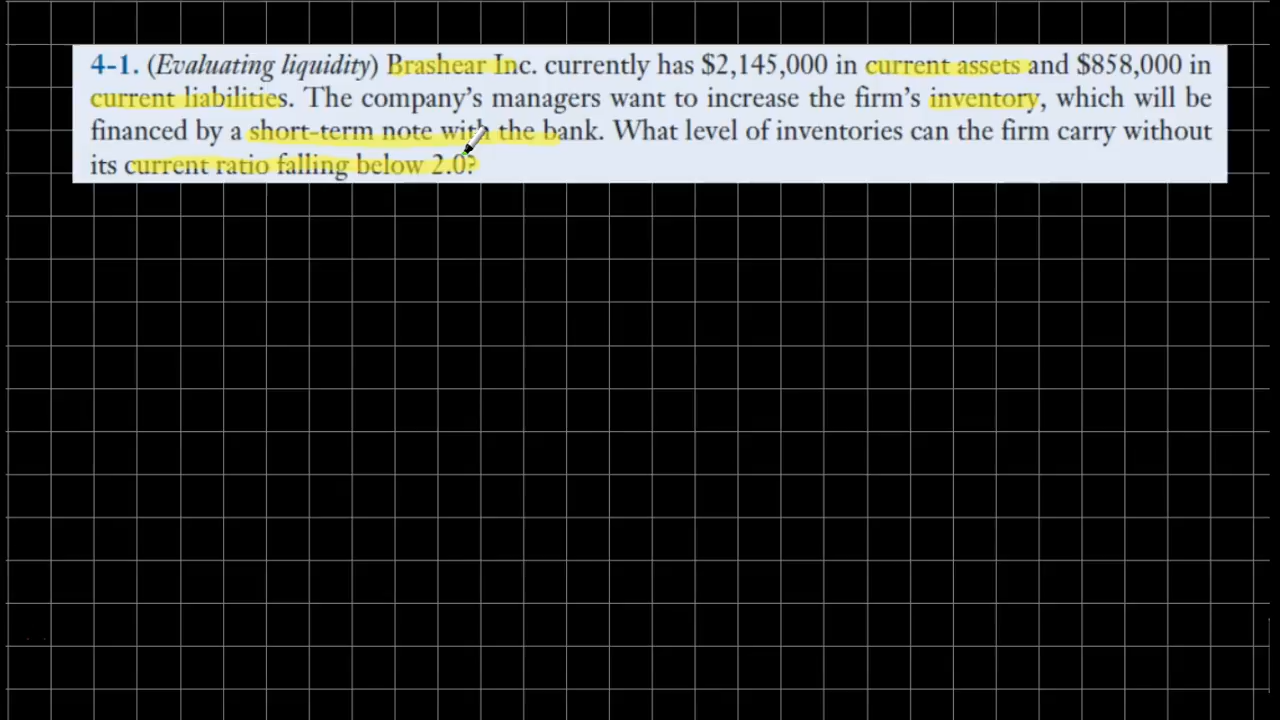 4-1. (Evaluating liquidity) Brashear Inc. currently has $2,145,000 in current assets and $858,000 in
current liabilities. The company's managers want to increase the firm's inventory, which will be
financed by a short-term note with the bank. What level of inventories can the firm carry without
its current ratio falling below 2.0?